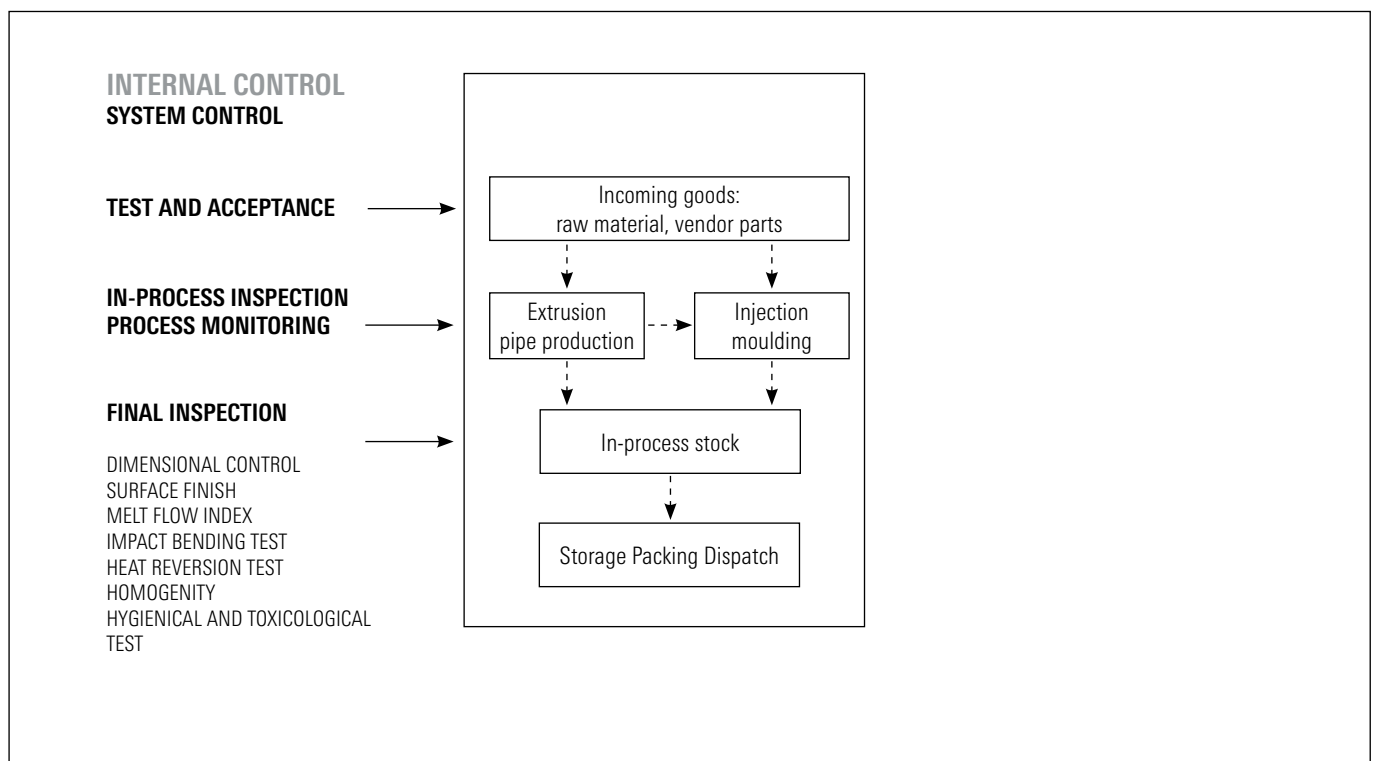 INTERNAL CONTROL
SYSTEM CONTROL
TEST AND ACCEPTANCE
Incoming goods:
raw material, vendor parts
IN-PROCESS INSPECTION
PROCESS MONITORING
Extrusion
pipe production
Injection
moulding
FINAL INSPECTION
In-process stock
DIMENSIONAL CONTROL
SURFACE FINISH
MELT FLOW INDEX
IMPACT BENDING TEST
HEAT REVERSION TEST
HOMOGENITY
HYGIENICAL AND TOXICOLOGICAL
TEST
Storage Packing Dispatch